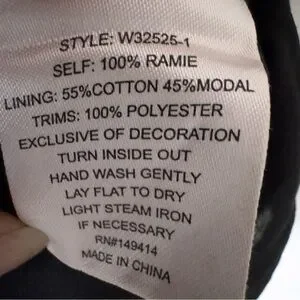 STYLE: W32525-1
SELF: 100% RAMIE
LINING: 55%COTTON 45%MODAL
TRIMS: 100% POLYESTER
EXCLUSIVE OF DECORATION
TURN INSIDE OUT
HAND WASH GENTLY
LAY FLAT TO DRY
LIGHT STEAM IRON
IF NECESSARY
RN#149414
MADE IN CHINA